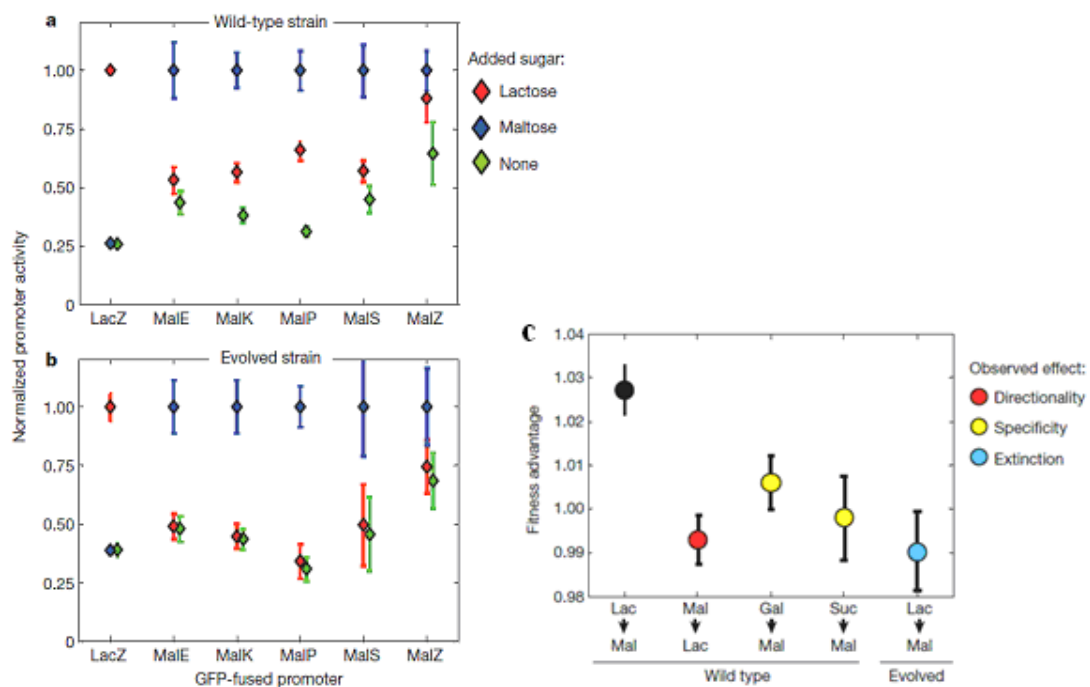 a
Wild-type strain
1.00
0.75
0.50
0.25
0
LacZ MalE MalK MalP MalS MalZ
Added sugar:
Lactose
Maltose
None
Normalized promoter activity
b
Evolved strain
1.00
0.75
0.50
0.25
0
LacZ MalE MalK MalP MalS MalZ
GFP-fused promoter
c
1.04
1.03
1.02
1.01
1.00
0.99
0.98
Fitness advantage
Lac Mal Gal Suc Lac
Mal Lac Mal Mal Mal
Wild type Evolved
Observed effect:
Directionality
Specificity
Extinction